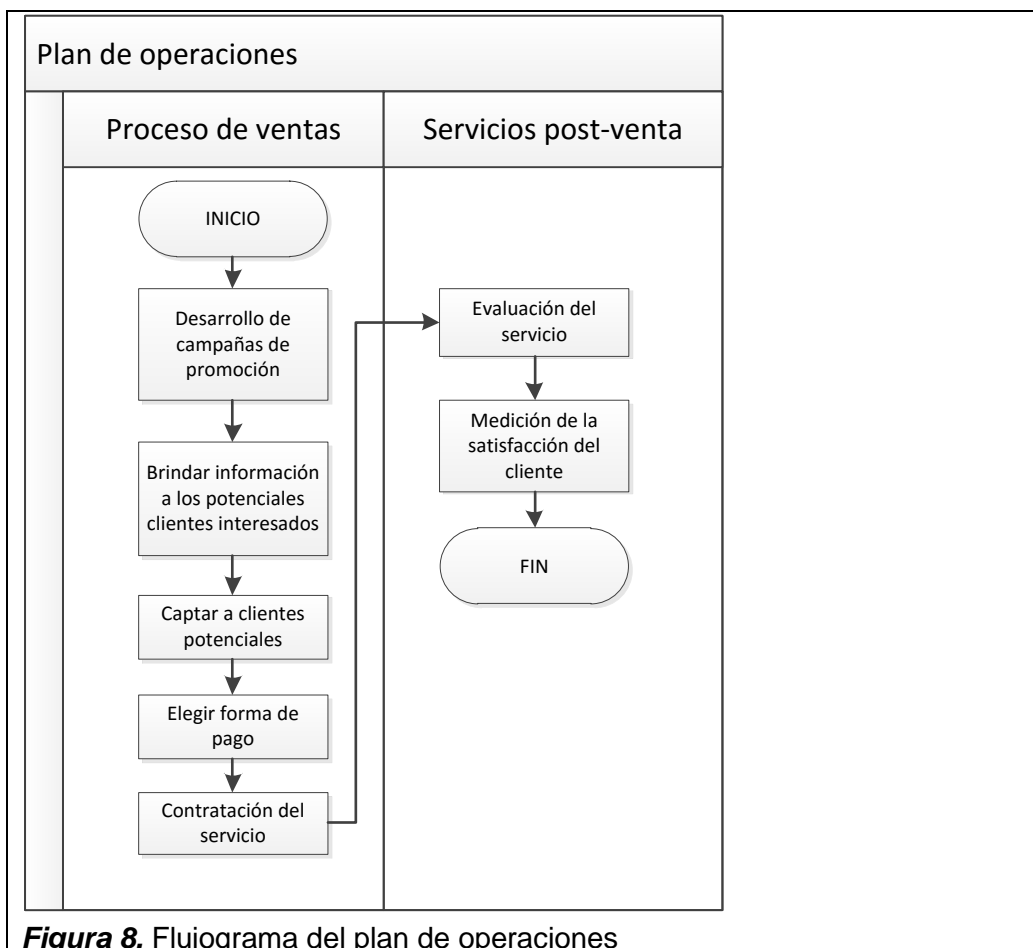 Plan de operaciones
Proceso de ventas
Servicios post-venta
INICIO
Desarrollo de
campañas de
promoción
Brindar información
a los potenciales
clientes interesados
Captar a clientes
potenciales
Elegir forma de
pago
Contratación del
servicio
Evaluación del
servicio
Medición de la
satisfacción del
cliente
FIN
Figura 8. Flujograma del plan de operaciones